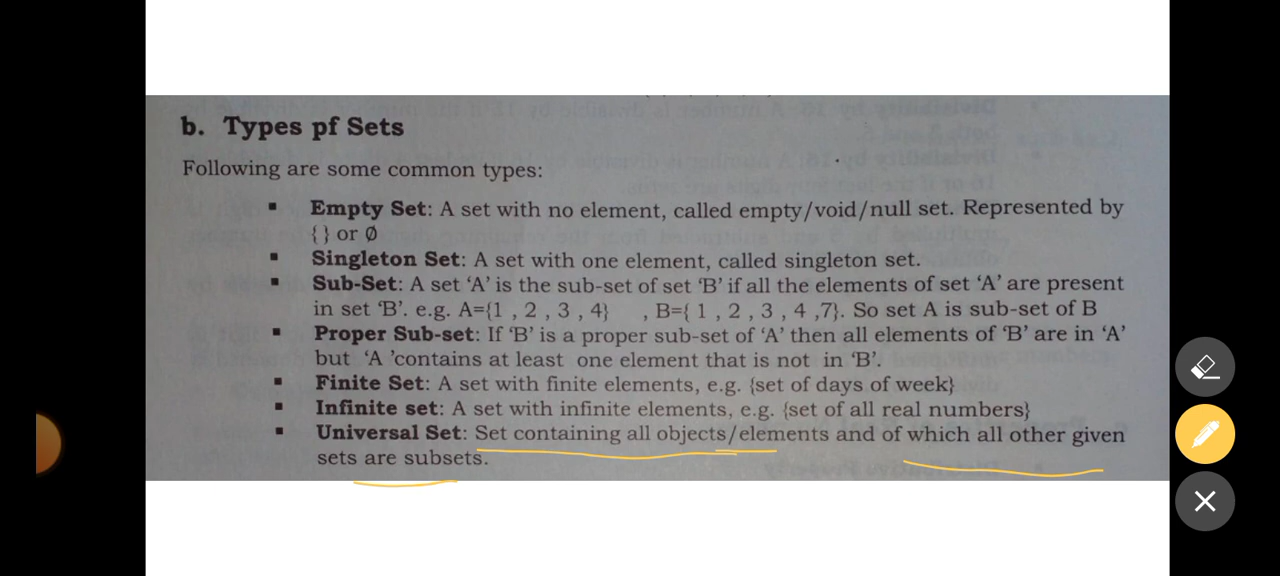 b. Types pf Sets
Following are some common types:
▪ Empty Set: A set with no element, called empty/void/null set. Represented by
{ } or Ø
▪ Singleton Set: A set with one element, called singleton set.
▪ Sub-Set: A set ‘A’ is the sub-set of set ‘B’ if all the elements of set ‘A’ are present
in set ‘B’. e.g. A={1 , 2 , 3 , 4} , B={ 1 , 2 , 3 , 4 ,7}. So set A is sub-set of B
▪ Proper Sub-set: If ‘B’ is a proper sub-set of ‘A’ then all elements of ‘B’ are in ‘A’
but ‘A ’contains at least one element that is not in ‘B’.
▪ Finite Set: A set with finite elements, e.g. {set of days of week}
▪ Infinite set: A set with infinite elements, e.g. {set of all real numbers}
▪ Universal Set: Set containing all objects/elements and of which all other given
sets are subsets.